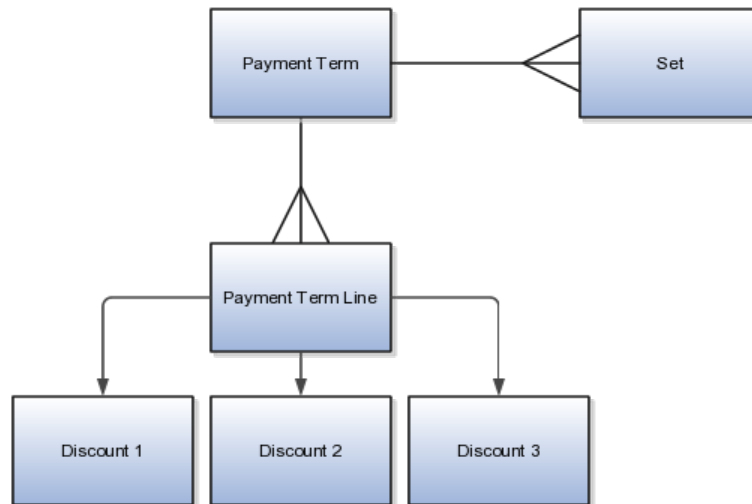 Payment Term
Set
Payment Term Line
Discount 1
Discount 2
Discount 3